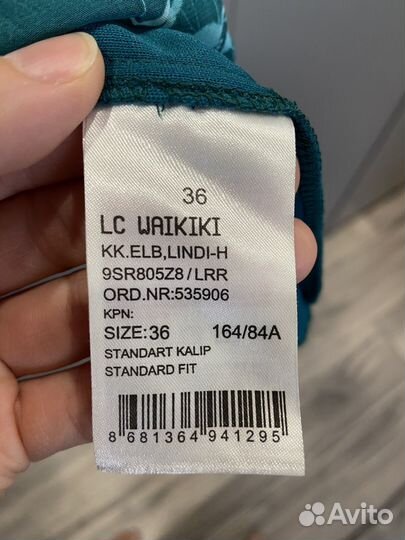 36
LC WAIKIKI
KK.ELB,LINDI-H
9SR805Z8/LRR
ORD.NR:535906
KPN:
SIZE:36 164/84A
STANDART KALIP
STANDARD FIT
8 681364 941295
Avito